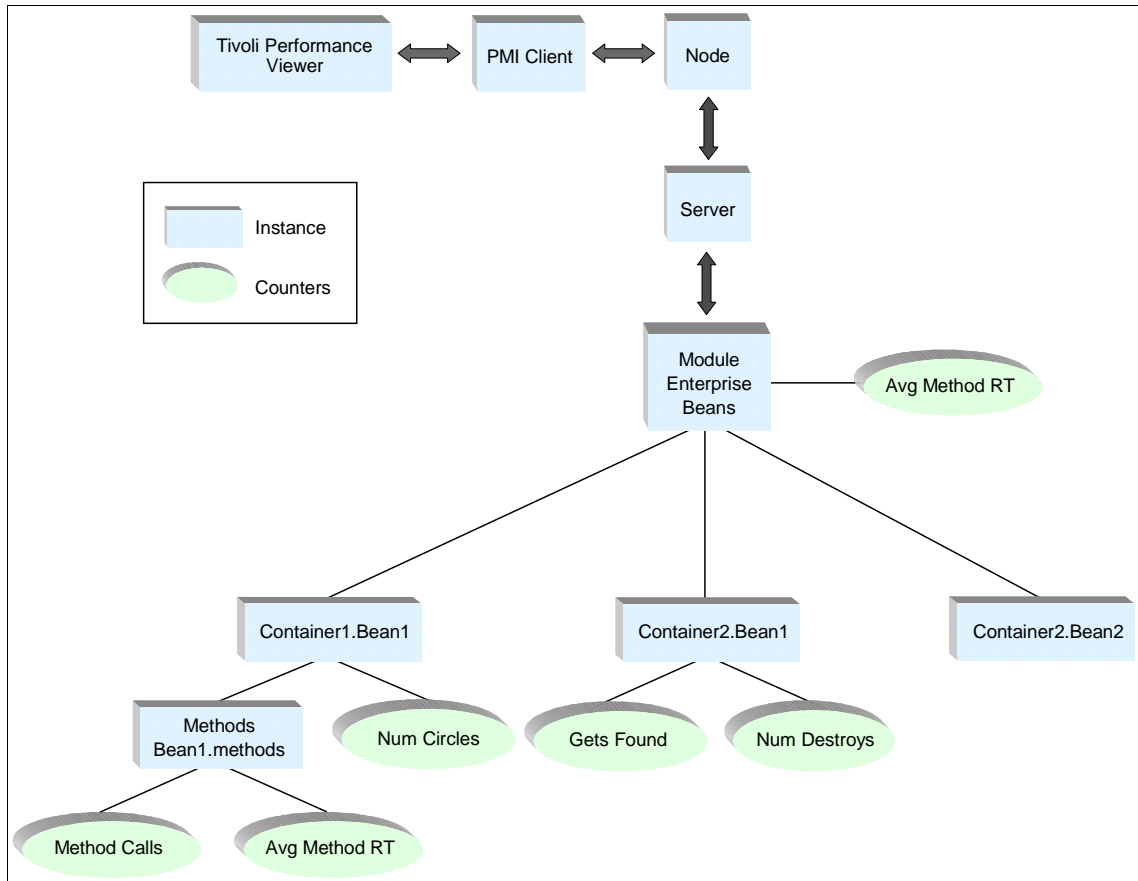 Tivoli Performance
Viewer
PMI Client
Node
Server
Instance
Counters
Module
Enterprise
Beans
Avg Method RT
Container1.Bean1
Container2.Bean1
Container2.Bean2
Methods
Bean1.methods
Num Circles
Gets Found
Num Destroys
Method Calls
Avg Method RT